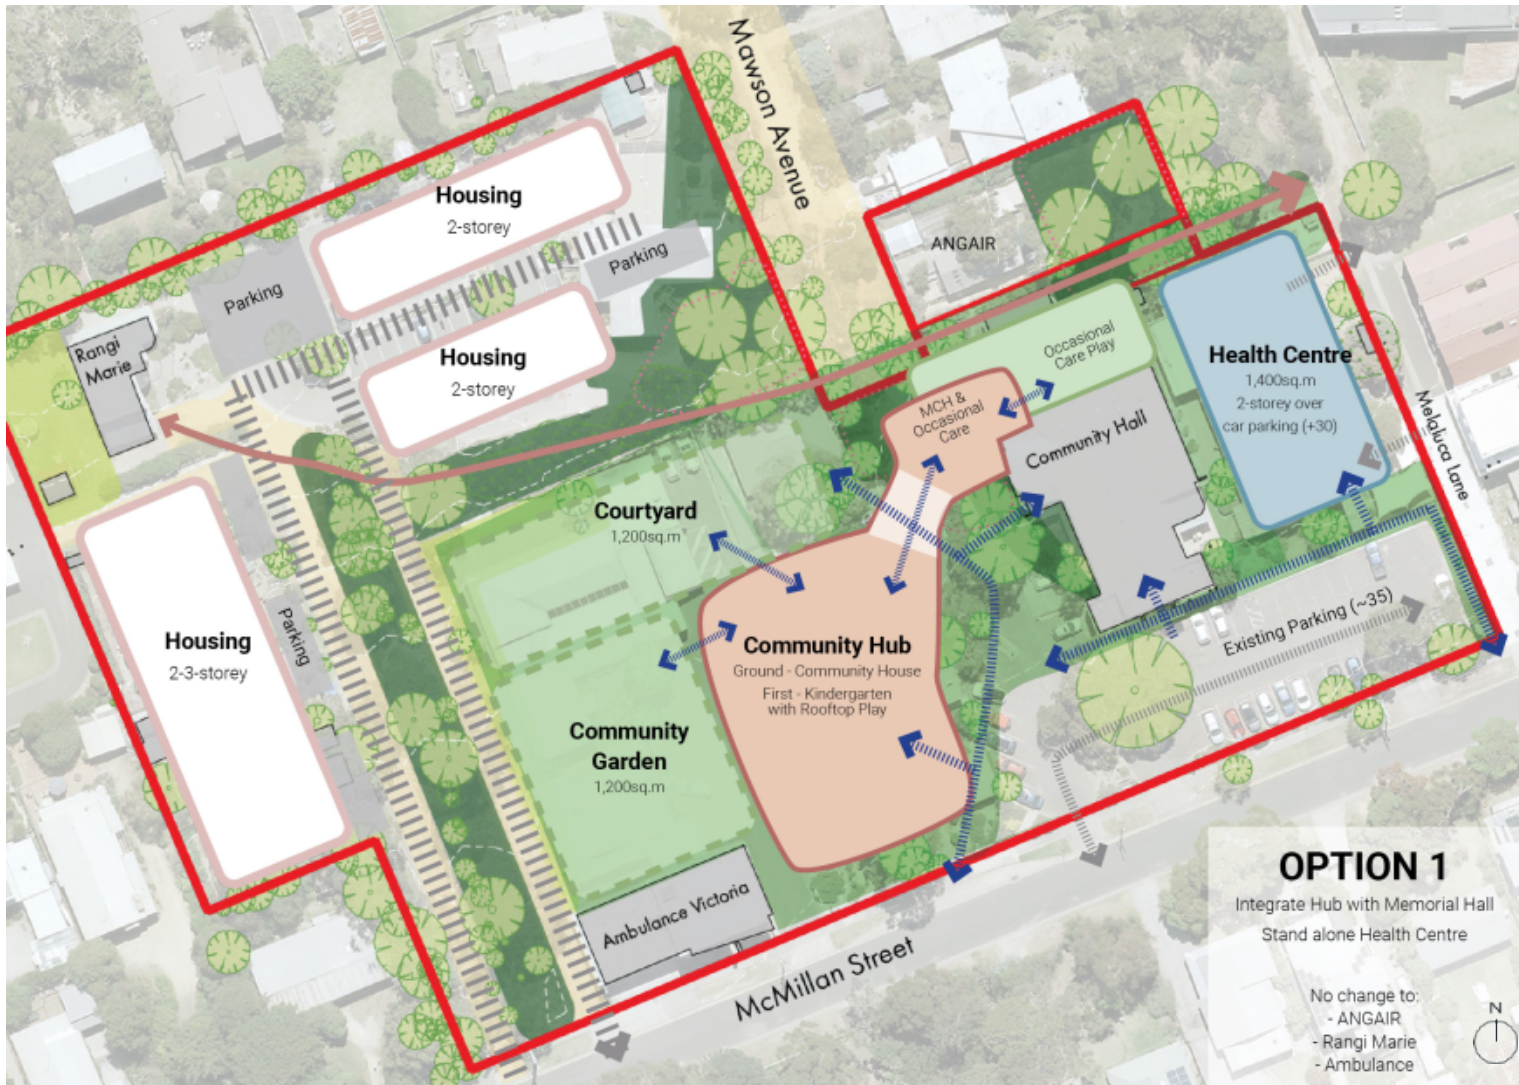 Mawson Avenue
Housing
2-storey
Parking
Parking
ANGAIR
Rangi
Marie
Housing
2-storey
Occasional
Care Play
Health Centre
1,400sq.m
2-storey over
car parking (+30)
MCH &
Occasional
Care
Community Hall
Melaluca Lane
Courtyard
1,200sq.m
Housing
2-3-storey
Parking
Community Hub
Ground - Community House
First - Kindergarten
with Rooftop Play
Existing Parking (~35)
Community
Garden
1,200sq.m
Ambulance Victoria
McMillan Street
OPTION 1
Integrate Hub with Memorial Hall
Stand alone Health Centre
No change to:
- ANGAIR
- Rangi Marie
- Ambulance
N